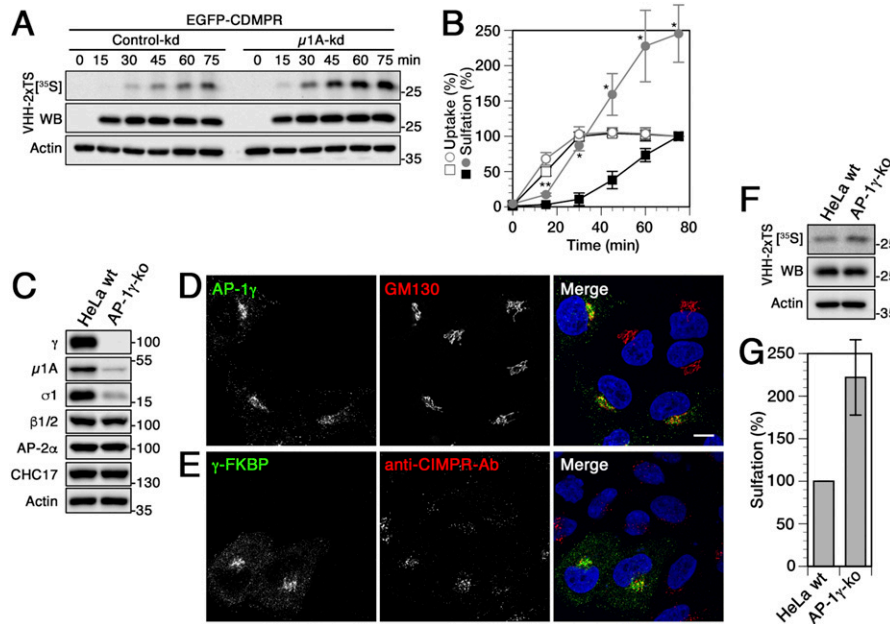 A
EGFP-CDMPR
Control-kd
µ1A-kd
0 15 30 45 60 75 0 15 30 45 60 75 min
VHH-2xTS
[³⁵S]
-25
WB
-25
Actin
-35
B
Uptake (%)
Sulfation (%)
250
200
150
100
50
0
0 20 40 60 80
Time (min)
*
**
*
*
*
*
C
HeLa wt
AP-1γ-ko
γ
-100
µ1A
-55
σ1
-15
β1/2
-100
AP-2α
-100
CHC17
-130
Actin
-35
D
AP-1γ
GM130
Merge
E
γ-FKBP
anti-CIMPR-Ab
Merge
F
HeLa wt
AP-1γ-ko
VHH-2xTS
[³⁵S]
-25
WB
-25
Actin
-35
G
Sulfation (%)
250
200
150
100
50
0
HeLa wt
AP-1γ-ko